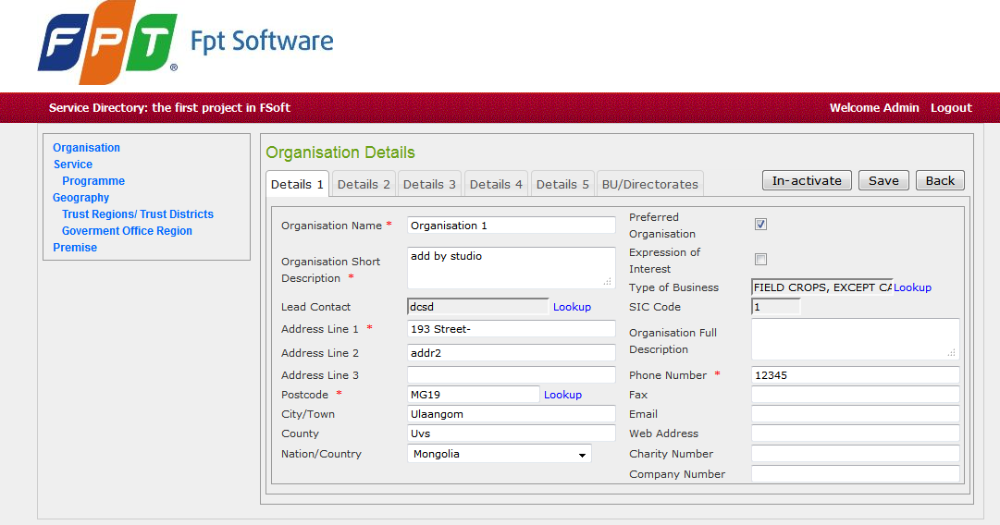 FPT®
Fpt Software
Service Directory: the first project in FSoft
Welcome Admin Logout
Organisation
Service
Programme
Geography
Trust Regions/ Trust Districts
Goverment Office Region
Premise
Organisation Details
Details 1 Details 2 Details 3 Details 4 Details 5 BU/Directorates
In-activate Save Back
Organisation Name * Organisation 1
Organisation Short
Description * add by studio
Lead Contact dcsd Lookup
Address Line 1 * 193 Street-
Address Line 2 addr2
Address Line 3
Postcode * MG19 Lookup
City/Town Ulaangom
County Uvs
Nation/Country Mongolia
Preferred
Organisation
Expression of
Interest
Type of Business FIELD CROPS, EXCEPT CA Lookup
SIC Code 1
Organisation Full
Description
Phone Number * 12345
Fax
Email
Web Address
Charity Number
Company Number